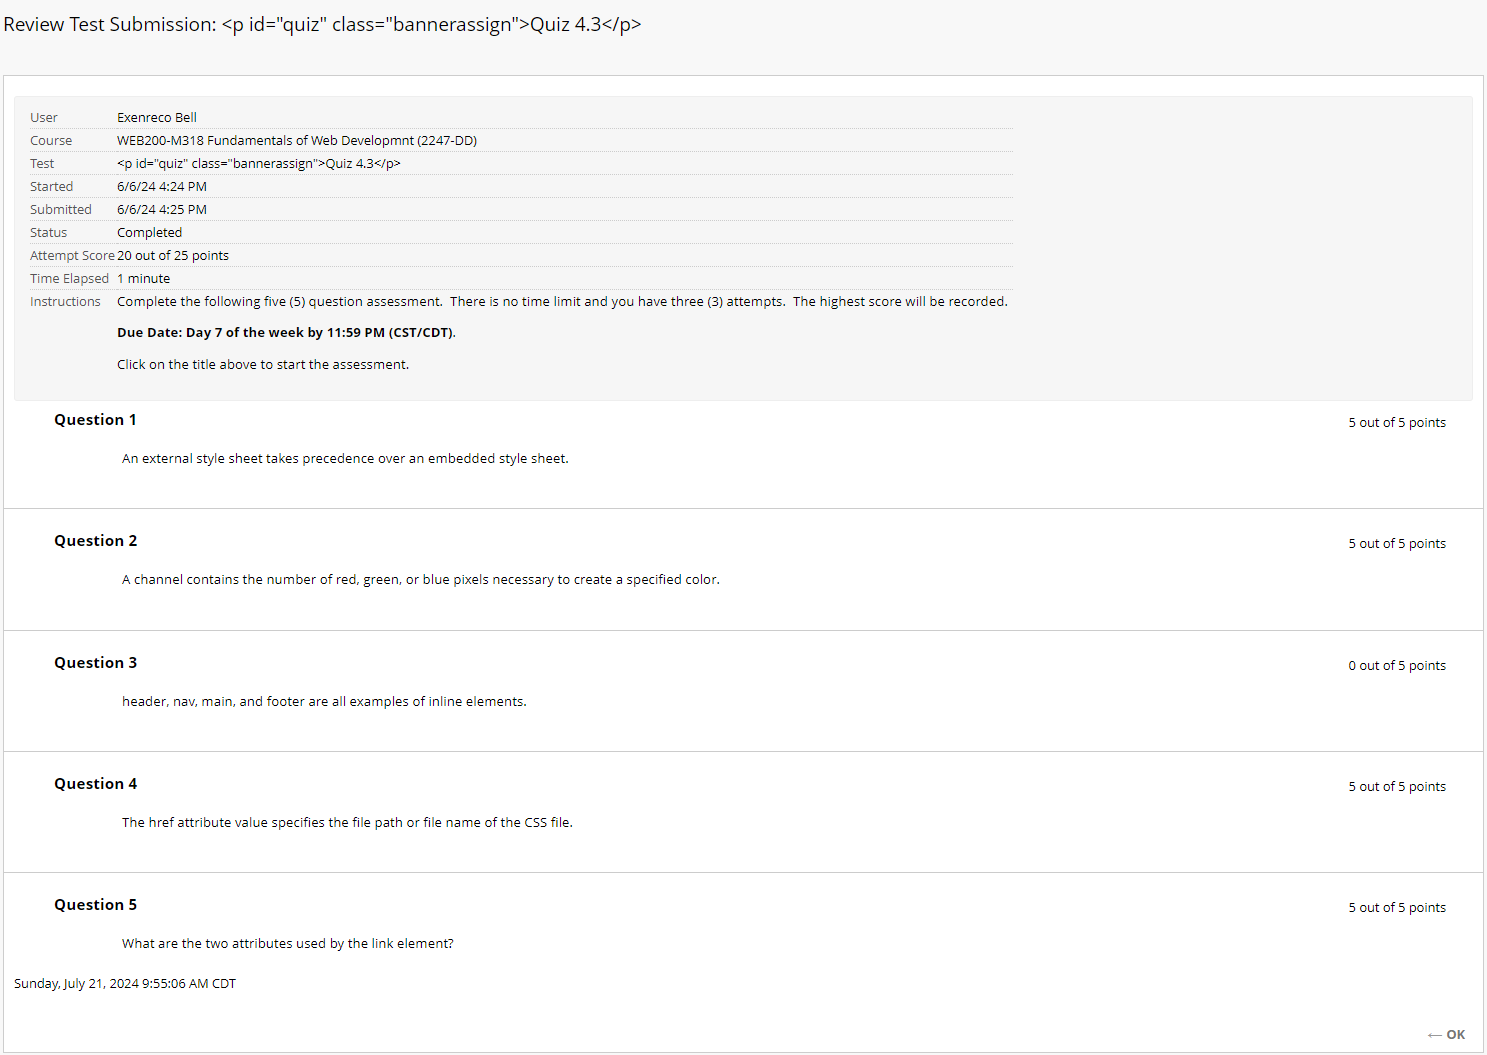 Review Test Submission: <p id="quiz" class="bannerassign">Quiz 4.3</p>
User Exenreco Bell
Course WEB200-M318 Fundamentals of Web Developmnt (2247-DD)
Test <p id="quiz" class="bannerassign">Quiz 4.3</p>
Started 6/6/24 4:24 PM
Submitted 6/6/24 4:25 PM
Status Completed
Attempt Score 20 out of 25 points
Time Elapsed 1 minute
Instructions Complete the following five (5) question assessment.  There is no time limit and you have three (3) attempts.  The highest score will be recorded.
Due Date: Day 7 of the week by 11:59 PM (CST/CDT).
Click on the title above to start the assessment.
Question 1 5 out of 5 points
An external style sheet takes precedence over an embedded style sheet.
Question 2 5 out of 5 points
A channel contains the number of red, green, or blue pixels necessary to create a specified color.
Question 3 0 out of 5 points
header, nav, main, and footer are all examples of inline elements.
Question 4 5 out of 5 points
The href attribute value specifies the file path or file name of the CSS file.
Question 5 5 out of 5 points
What are the two attributes used by the link element?
Sunday, July 21, 2024 9:55:06 AM CDT
← OK